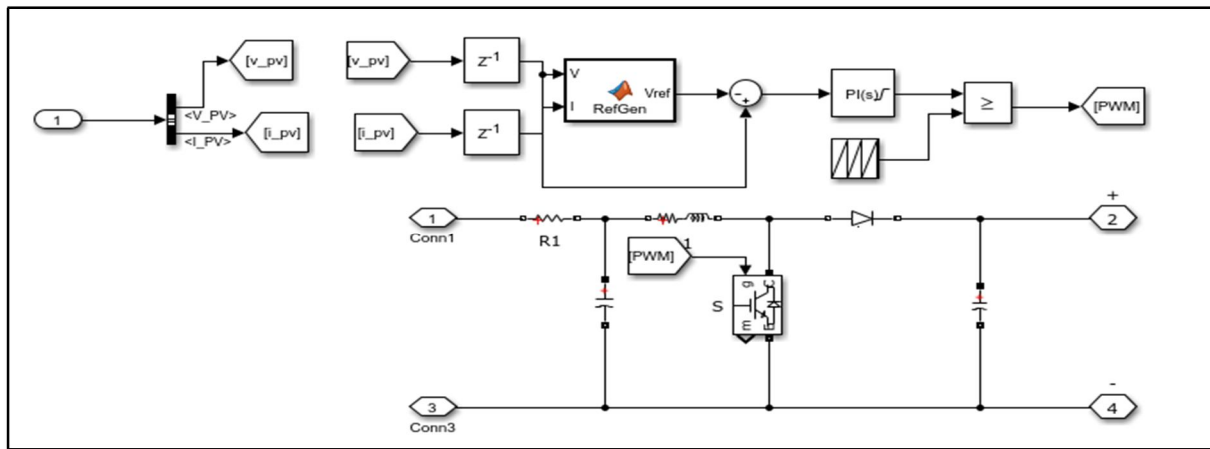 [v_pv]
[v_pv]
Z-1
V
I
Vref
RefGen
- +
PI(s)
≥
[PWM]
1
<V_PV>
[i_pv]
<I_PV>
[i_pv]
Z-1
1
Conn1
R1
1
[PWM]
S
g
C
m
E
+
2
-
4
3
Conn3